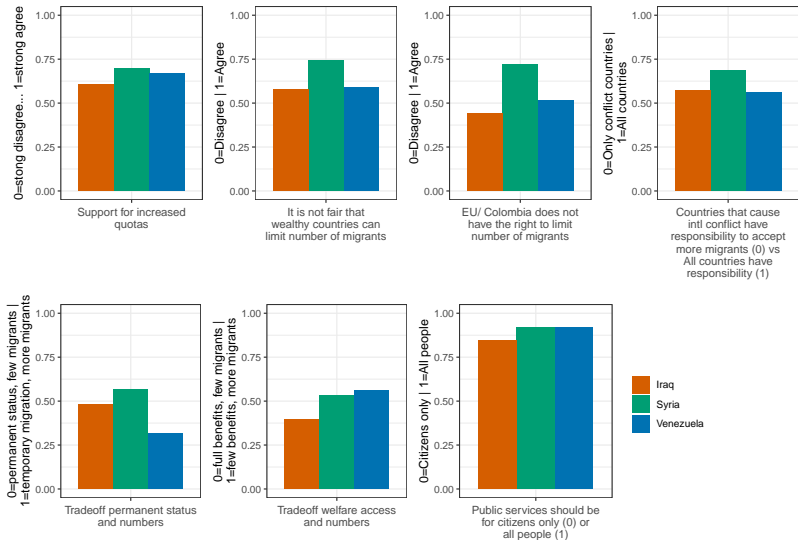 0=strong disagree... 1=strong agree
1.00
0.75
0.50
0.25
0.00
Support for increased
quotas
0=Disagree | 1=Agree
1.00
0.75
0.50
0.25
0.00
It is not fair that
wealthy countries can
limit number of migrants
0=Disagree | 1=Agree
1.00
0.75
0.50
0.25
0.00
EU/ Colombia does not
have the right to limit
number of migrants
0=Only conflict countries |
1=All countries
1.00
0.75
0.50
0.25
0.00
Countries that cause
intl conflict have
responsibility to accept
more migrants (0) vs
All countries have
responsibility (1)
0=permanent status, few migrants |
1=temporary migration, more migrants
1.00
0.75
0.50
0.25
0.00
Tradeoff permanent status
and numbers
0=full benefits, few migrants |
1=few benefits, more migrants
1.00
0.75
0.50
0.25
0.00
Tradeoff welfare access
and numbers
0=Citizens only | 1=All people
1.00
0.75
0.50
0.25
0.00
Public services should be
for citizens only (0) or
all people (1)
Iraq
Syria
Venezuela